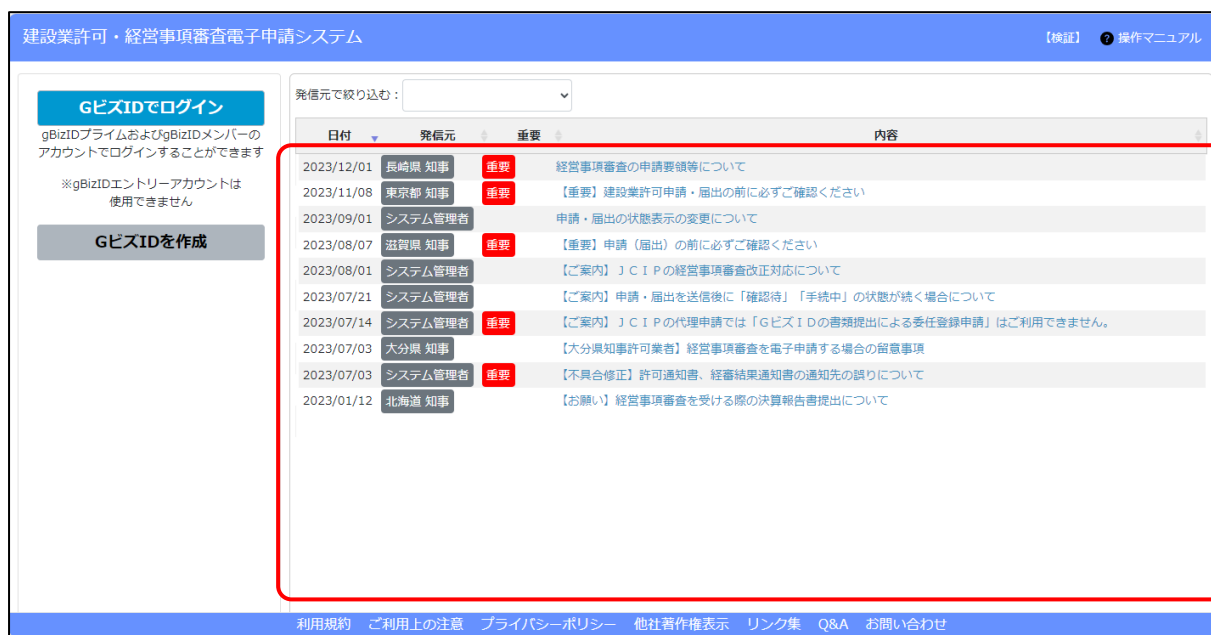 建設業許可・経営事項審査電子申請システム 【検証】 ? 操作マニュアル
GビズIDでログイン
gBizIDプライムおよびgBizIDメンバーの
アカウントでログインすることができます
※gBizIDエントリーアカウントは
使用できません
GビズIDを作成
発信元で絞り込む：
日付 発信元 重要 内容
2023/12/01 長崎県 知事 重要 経営事項審査の申請要領等について
2023/11/08 東京都 知事 重要 【重要】建設業許可申請・届出の前に必ずご確認ください
2023/09/01 システム管理者 申請・届出の状態表示の変更について
2023/08/07 滋賀県 知事 重要 【重要】申請（届出）の前に必ずご確認ください
2023/08/01 システム管理者 【ご案内】ＪＣＩＰの経営事項審査改正対応について
2023/07/21 システム管理者 【ご案内】申請・届出を送信後に「確認待」「手続中」の状態が続く場合について
2023/07/14 システム管理者 重要 【ご案内】ＪＣＩＰの代理申請では「ＧビズＩＤの書類提出による委任登録申請」はご利用できません。
2023/07/03 大分県 知事 【大分県知事許可業者】経営事項審査を電子申請する場合の留意事項
2023/07/03 システム管理者 重要 【不具合修正】許可通知書、経審結果通知書の通知先の誤りについて
2023/01/12 北海道 知事 【お願い】経営事項審査を受ける際の決算報告書提出について
利用規約 ご利用上の注意 プライバシーポリシー 他社著作権表示 リンク集 Q&A お問い合わせ